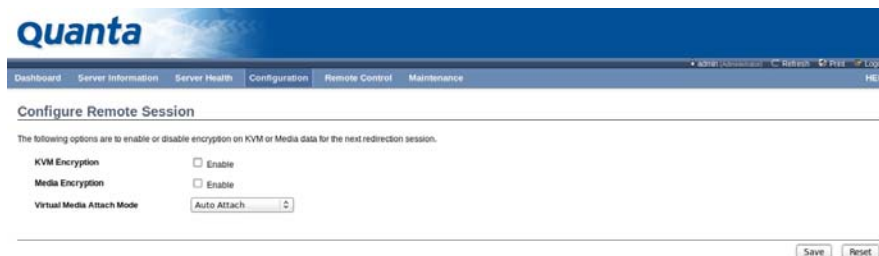 Quanta
admin (Administrator) Refresh Print Log
Dashboard Server Information Server Health Configuration Remote Control Maintenance HE
Configure Remote Session
The following options are to enable or disable encryption on KVM or Media data for the next redirection session.
KVM Encryption Enable
Media Encryption Enable
Virtual Media Attach Mode Auto Attach
Save Reset